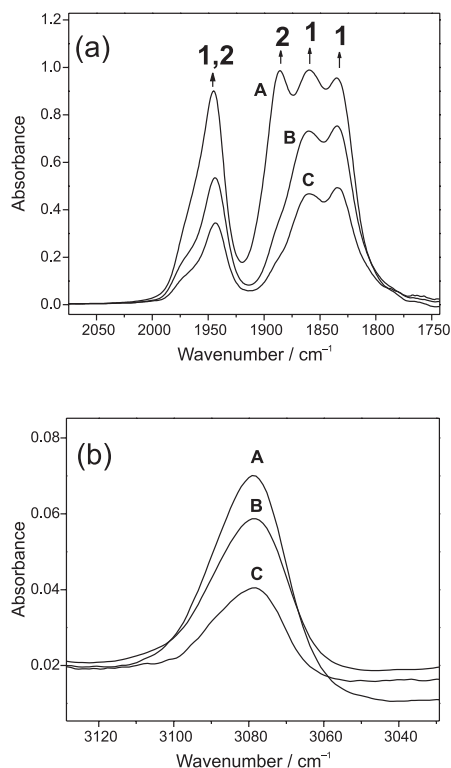 (a)
1,2
2
1
1
A
B
C
1.2
1.0
0.8
0.6
0.4
0.2
0.0
Absorbance
2050 2000 1950 1900 1850 1800 1750
Wavenumber / cm⁻¹
(b)
A
B
C
0.08
0.06
0.04
0.02
Absorbance
3120 3100 3080 3060 3040
Wavenumber / cm⁻¹